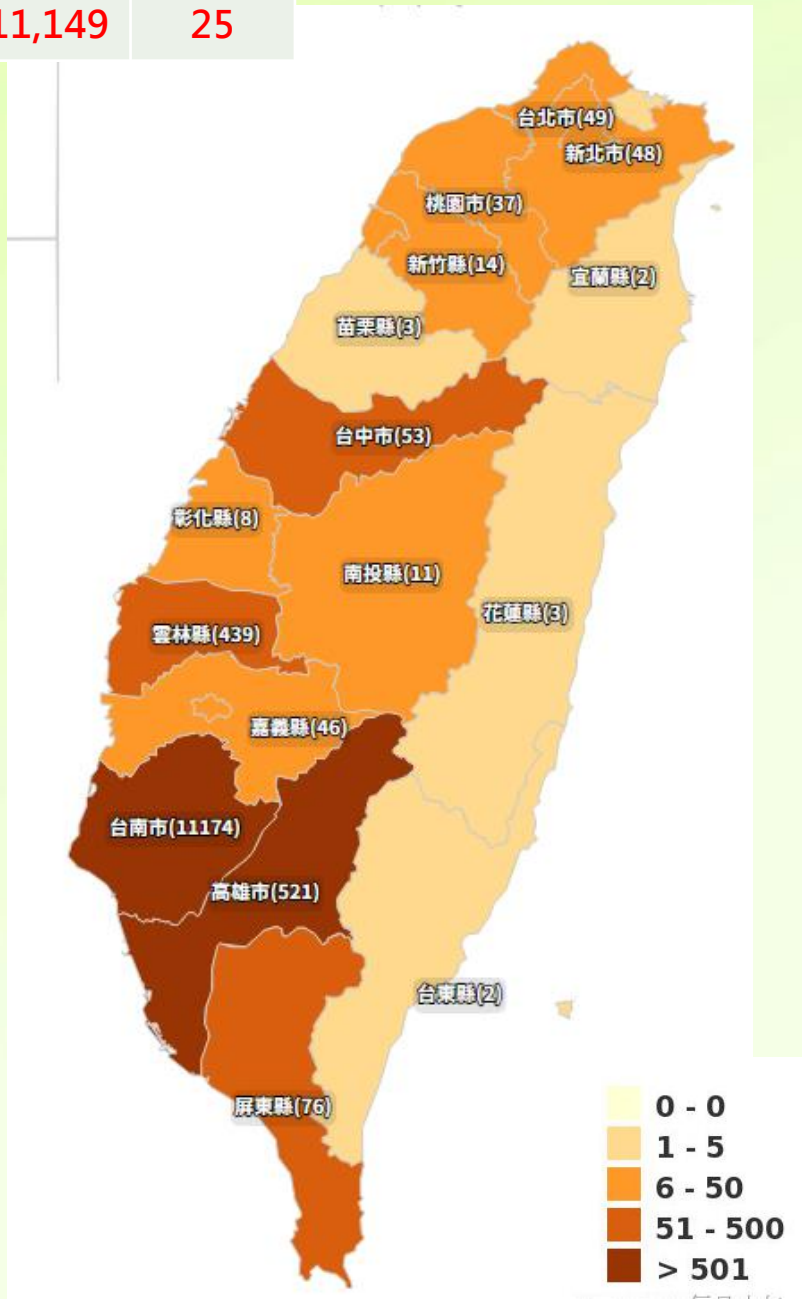 11,149 25
台北市(49)
新北市(48)
桃園市(37)
新竹縣(14)
宜蘭縣(2)
苗栗縣(3)
台中市(53)
彰化縣(8)
南投縣(11)
花蓮縣(3)
雲林縣(439)
嘉義縣(46)
台南市(11174)
高雄市(521)
台東縣(2)
屏東縣(76)
0 - 0
1 - 5
6 - 50
51 - 500
> 501